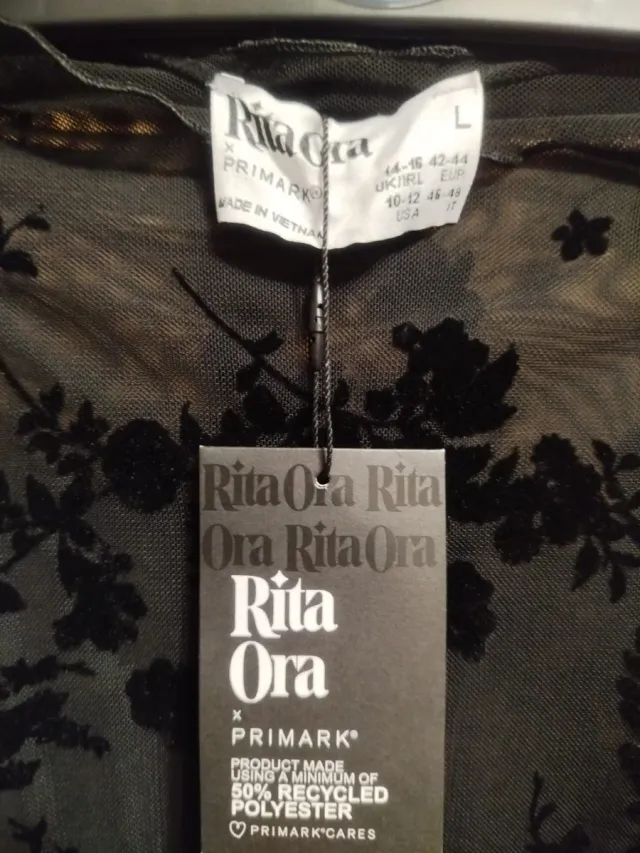 Rita Ora
L
x
PRIMARK®
14-16 42-44
UK/IRL EUR
10-12 46-48
USA IT
MADE IN VIETNAM
Rita Ora Rita
Ora Rita Ora
Rita
Ora
x
PRIMARK®
PRODUCT MADE
USING A MINIMUM OF
50% RECYCLED
POLYESTER
PRIMARK®CARES